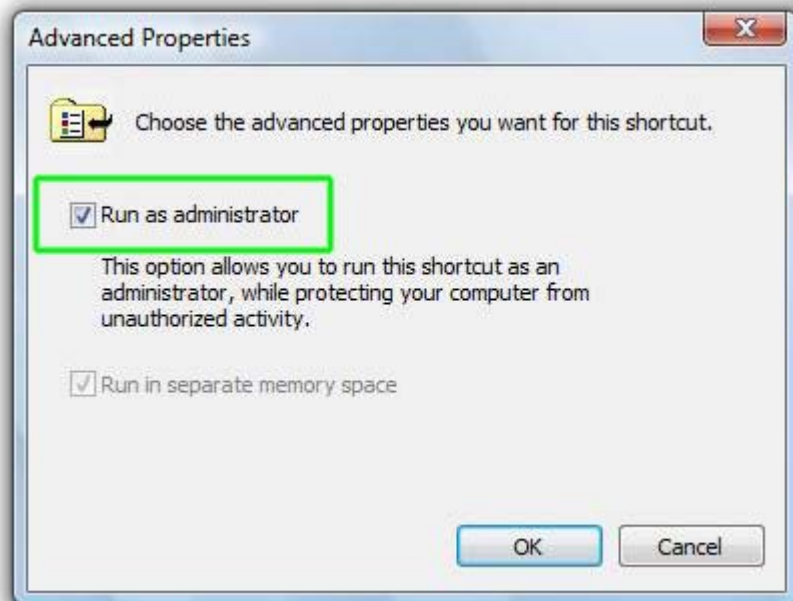 Advanced Properties
Choose the advanced properties you want for this shortcut.
Run as administrator
This option allows you to run this shortcut as an
administrator, while protecting your computer from
unauthorized activity.
Run in separate memory space
OK
Cancel